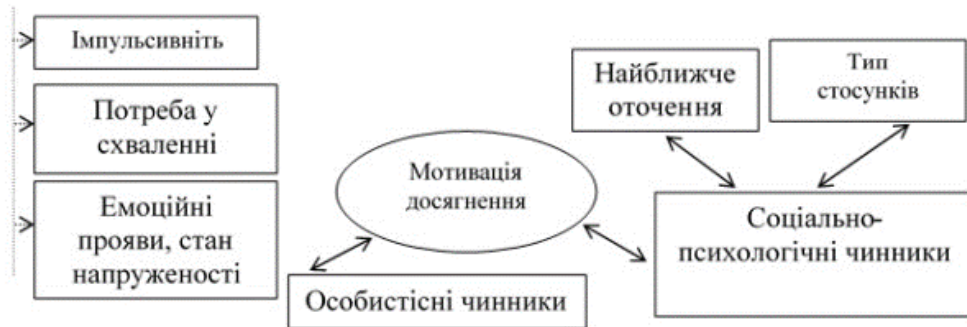 Імпульсивніть
Потреба у
схваленні
Емоційні
прояви, стан
напруженості
Мотивація
досягнення
Особистісні чинники
Найближче
оточення
Тип
стосунків
Соціально-
психологічні чинники